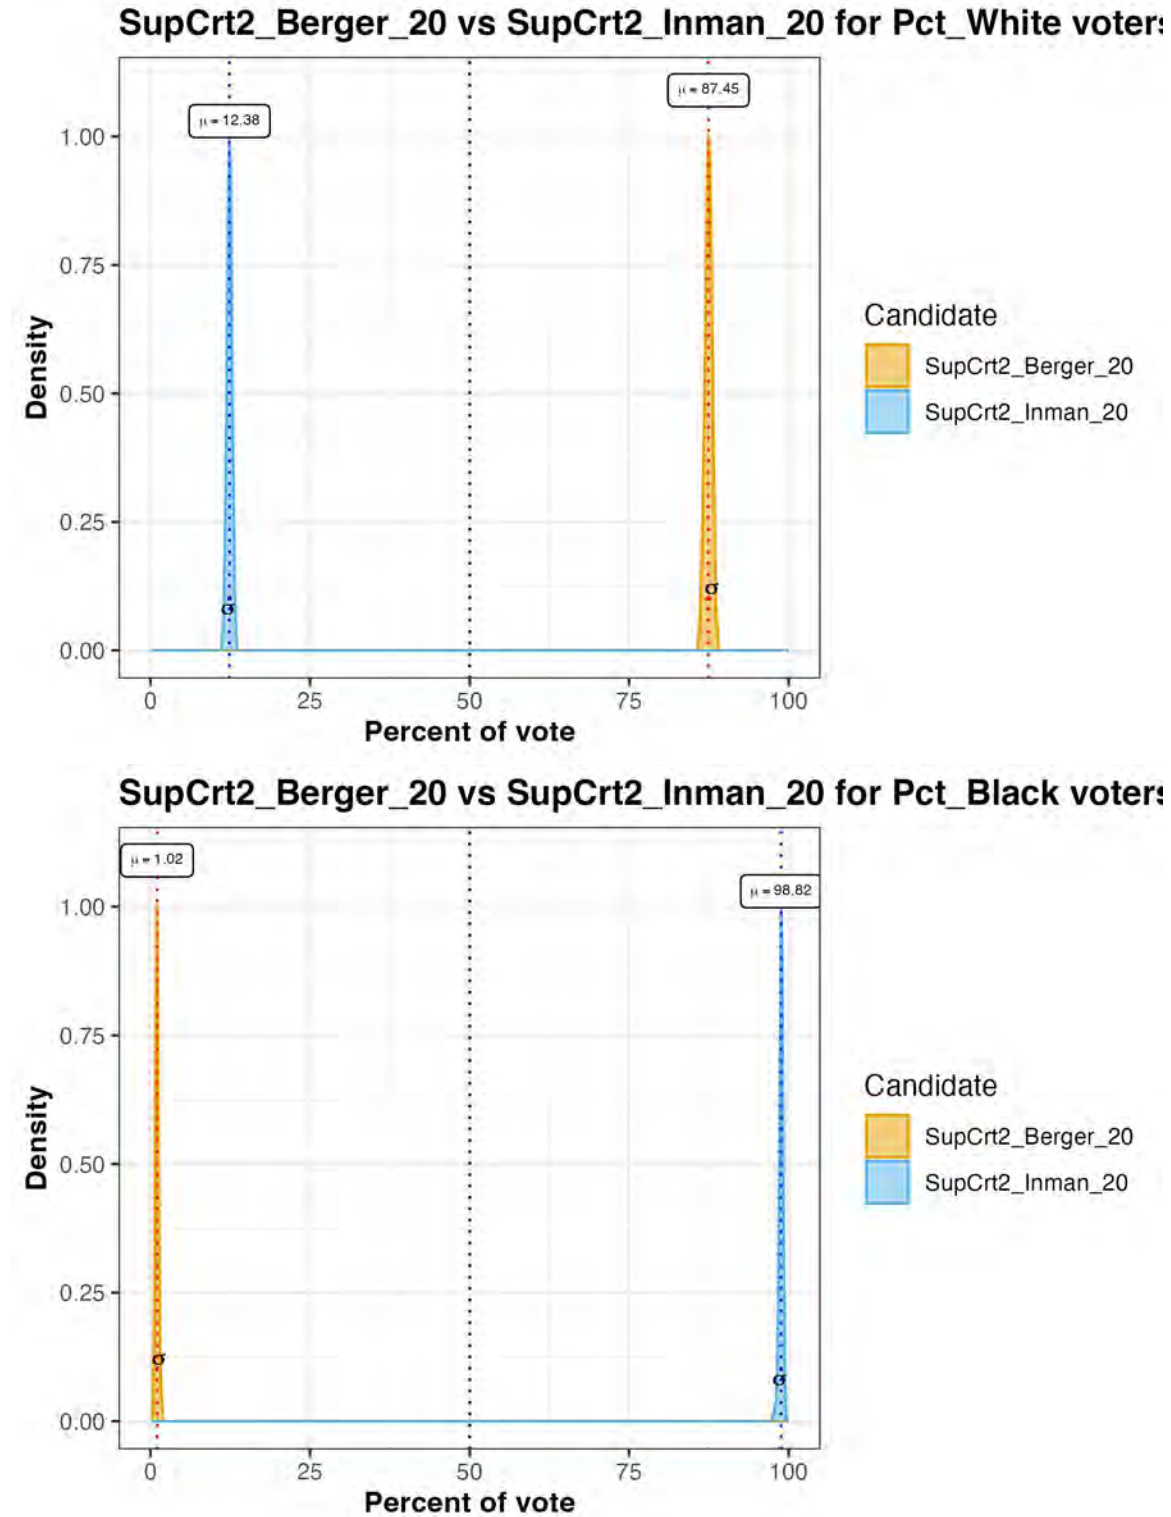 SupCrt2_Berger_20 vs SupCrt2_Inman_20 for Pct_White voters
μ = 87.45
μ = 12.38
1.00
0.75
0.50
0.25
0.00
Density
σ
σ
0 25 50 75 100
Percent of vote
Candidate
SupCrt2_Berger_20
SupCrt2_Inman_20
SupCrt2_Berger_20 vs SupCrt2_Inman_20 for Pct_Black voters
μ = 1.02
μ = 98.82
1.00
0.75
0.50
0.25
0.00
Density
σ
σ
0 25 50 75 100
Percent of vote
Candidate
SupCrt2_Berger_20
SupCrt2_Inman_20